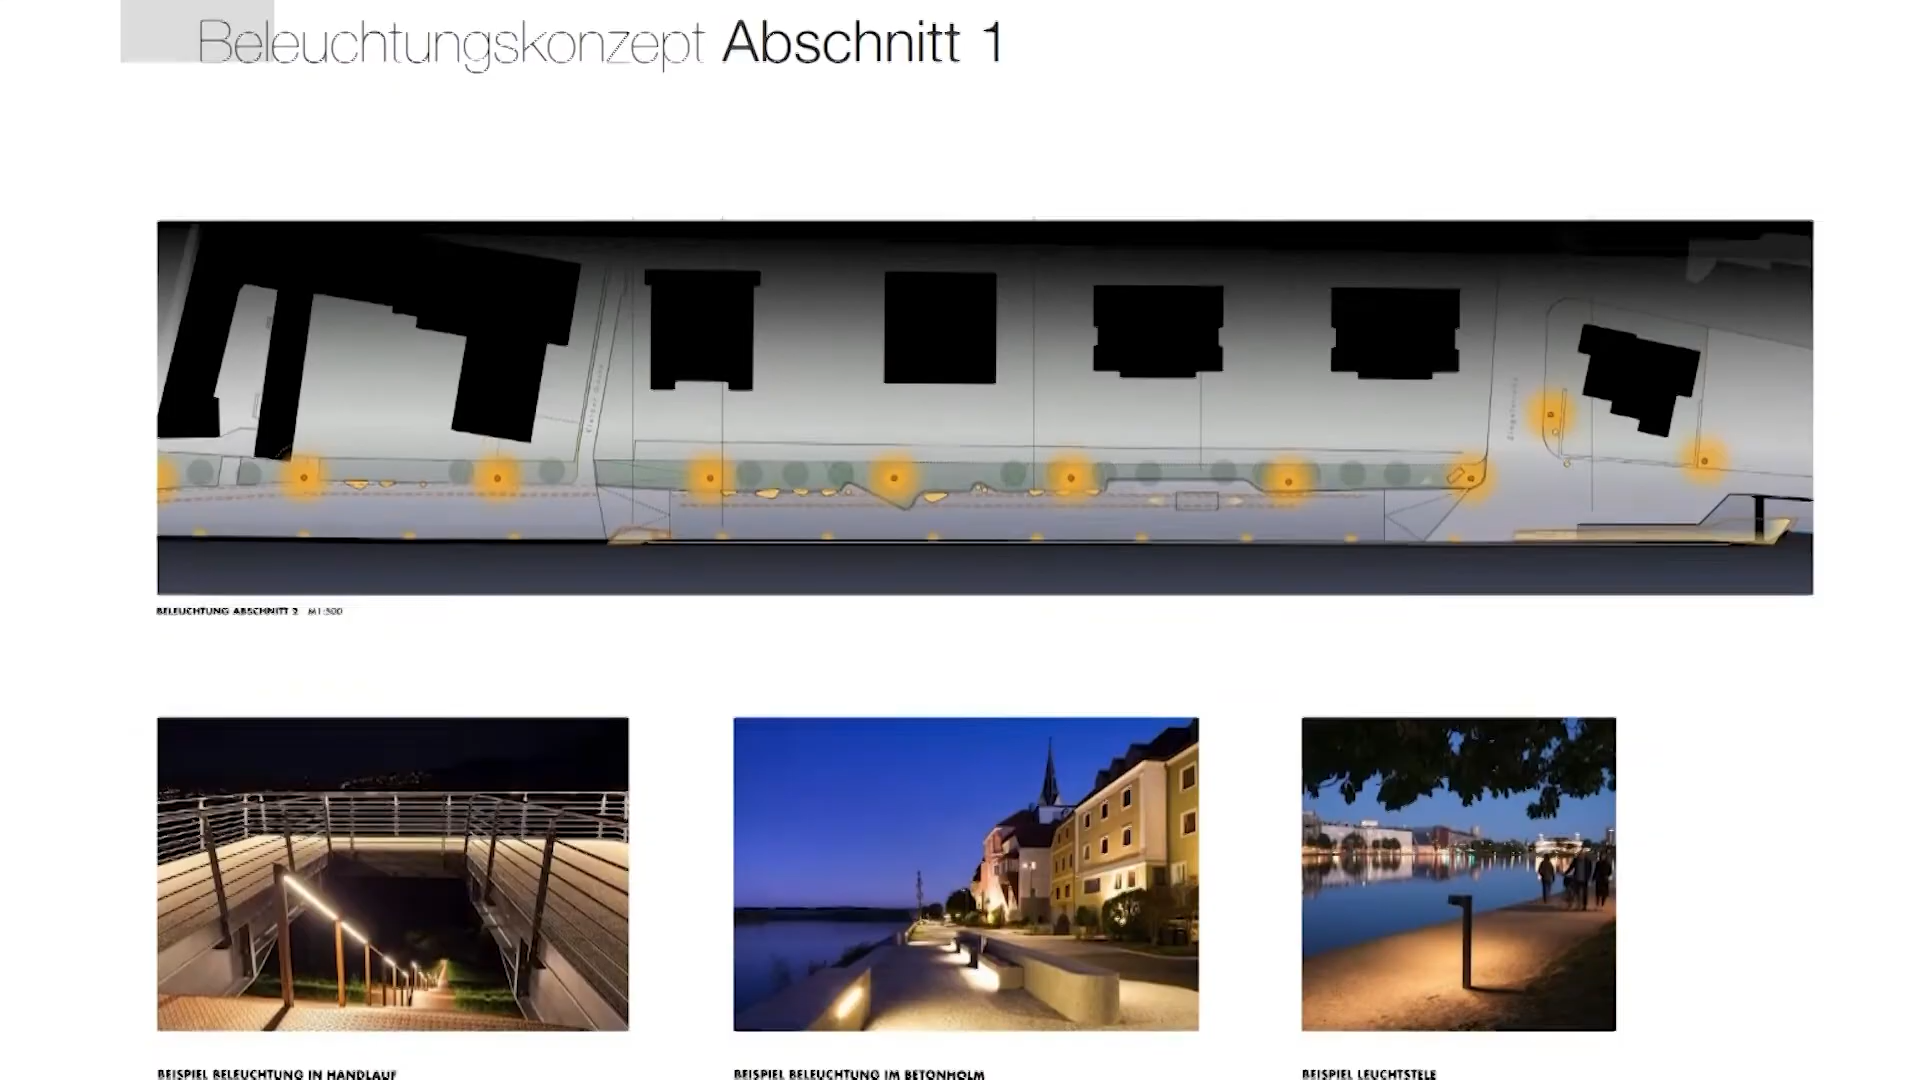 Beleuchtungskonzept Abschnitt 1
BELEUCHTUNG ABSCHNITT 2 M1:500
BEISPIEL BELEUCHTUNG IN HANDLAUF
BEISPIEL BELEUCHTUNG IM BETONHOLM
BEISPIEL LEUCHTSTELE